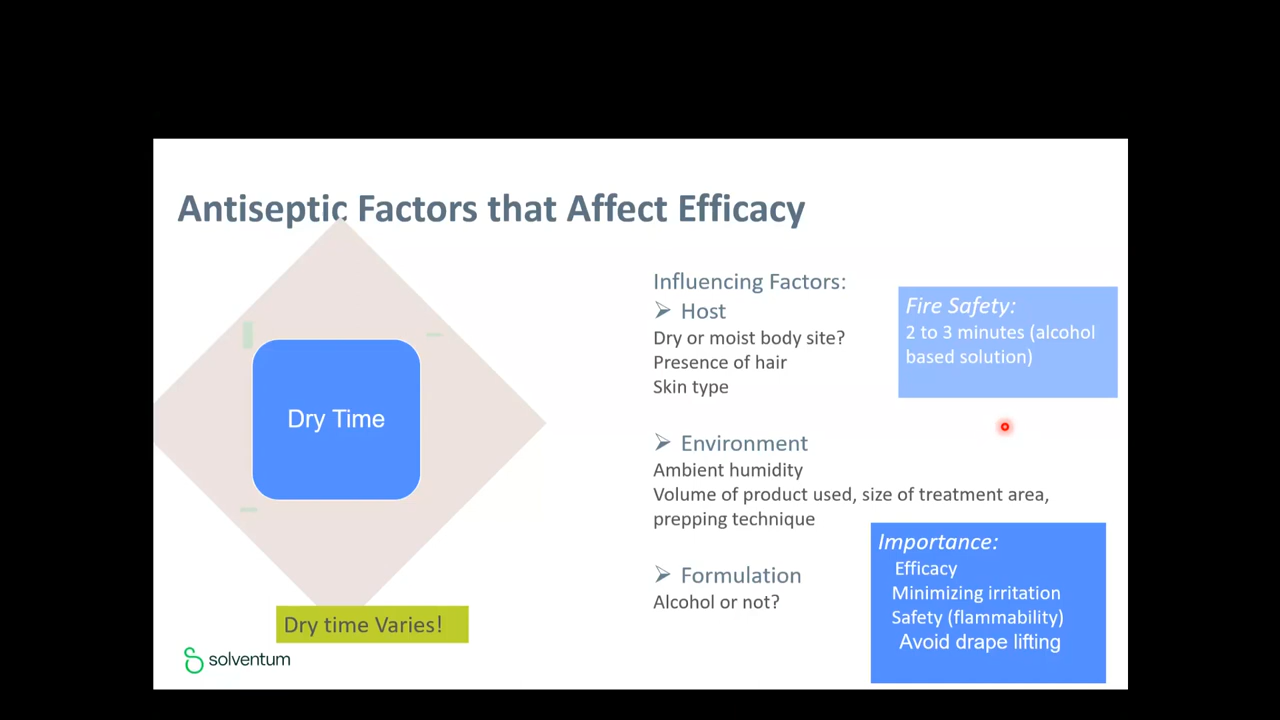 Antiseptic Factors that Affect Efficacy
Dry Time
Dry time Varies!
solventum
Influencing Factors:
Host
Dry or moist body site?
Presence of hair
Skin type
Environment
Ambient humidity
Volume of product used, size of treatment area,
prepping technique
Formulation
Alcohol or not?
Fire Safety:
2 to 3 minutes (alcohol
based solution)
Importance:
Efficacy
Minimizing irritation
Safety (flammability)
Avoid drape lifting